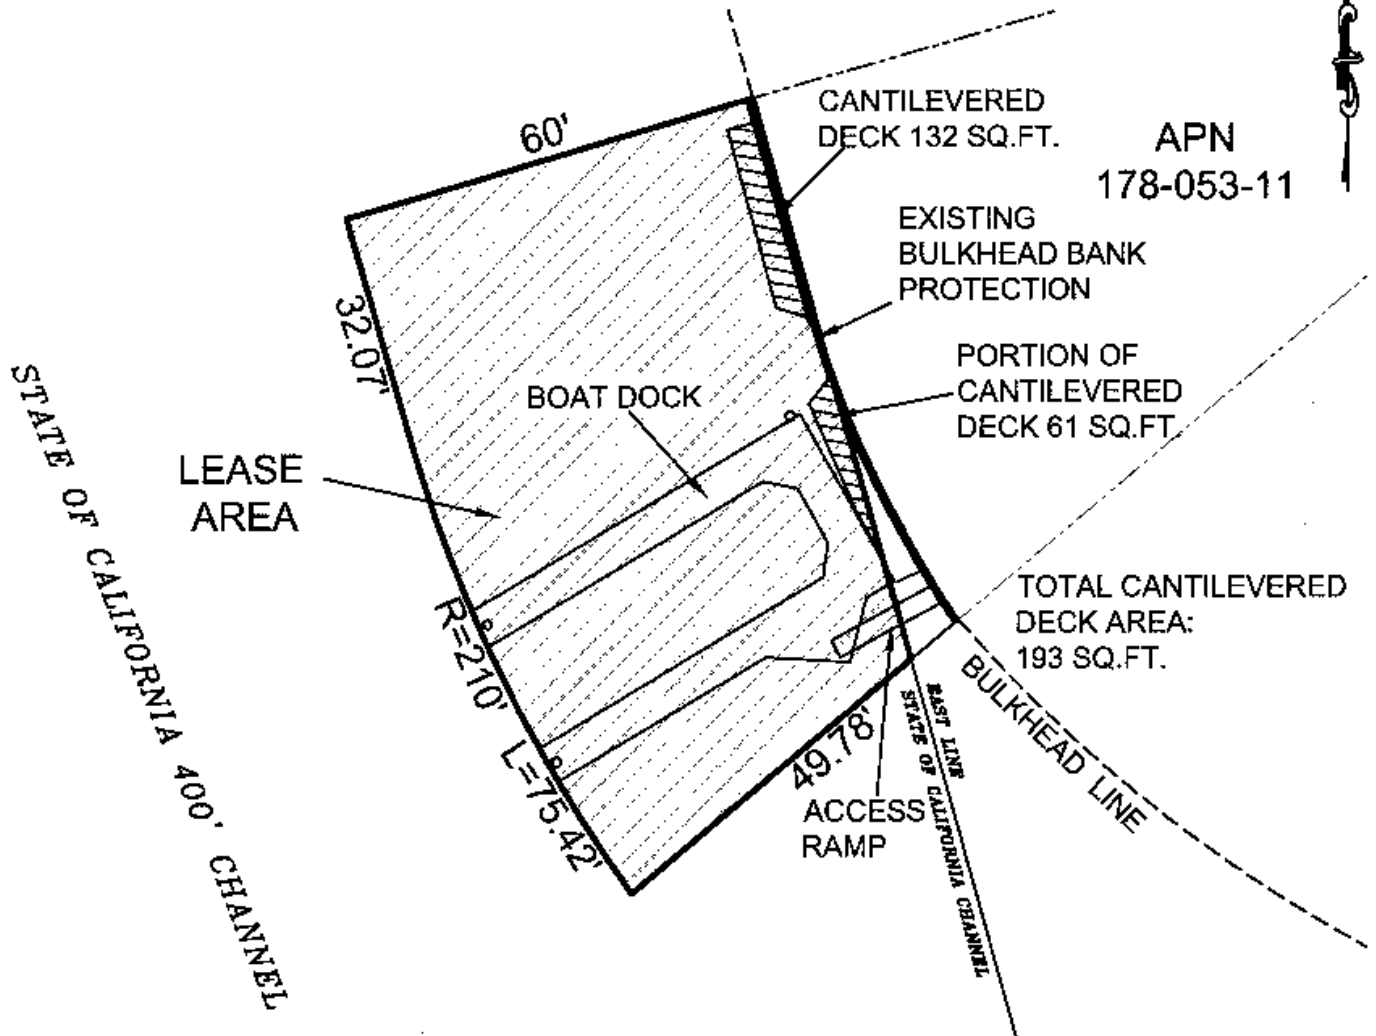 60'
CANTILEVERED
DECK 132 SQ.FT.
APN
178-053-11
EXISTING
BULKHEAD BANK
PROTECTION
32.07'
PORTION OF
CANTILEVERED
DECK 61 SQ.FT.
BOAT DOCK
LEASE
AREA
STATE OF CALIFORNIA 400' CHANNEL
R=210'
L=75.42'
TOTAL CANTILEVERED
DECK AREA:
193 SQ.FT.
BULKHEAD LINE
EAST LINE
STATE OF CALIFORNIA CHANNEL
49.78'
ACCESS
RAMP